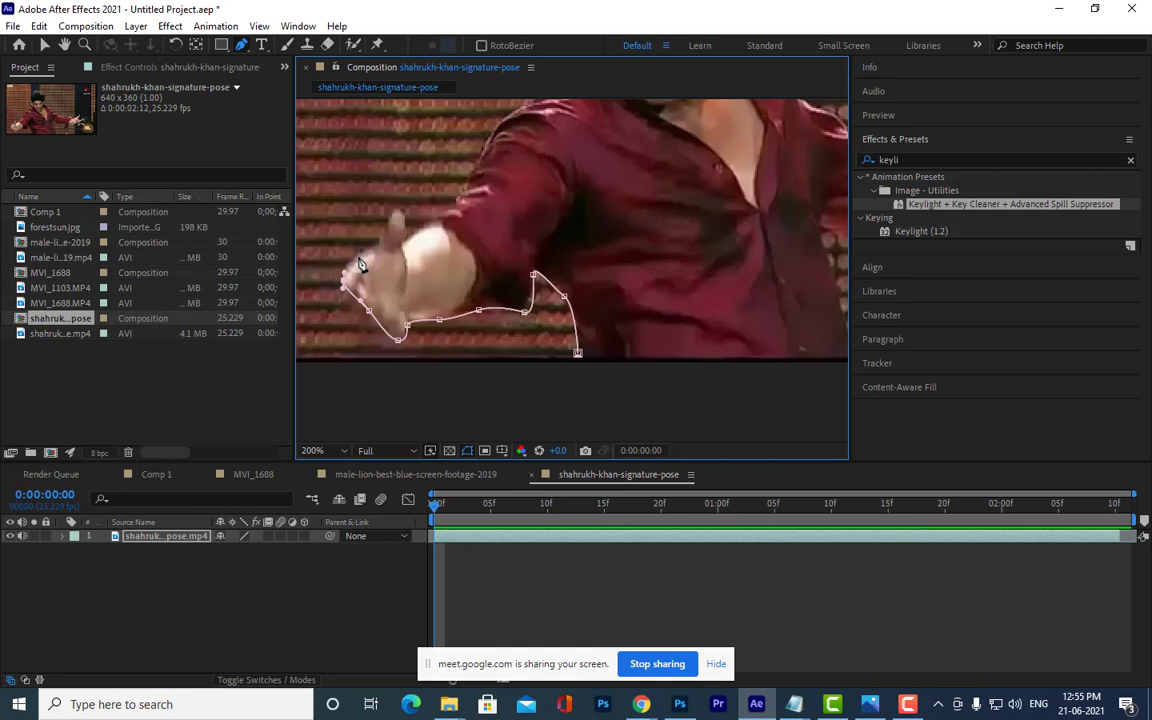 Adobe After Effects 2021 - Untitled Project.aep *
File Edit Composition Layer Effect Animation View Window Help
RotoBezier Default Learn Standard Small Screen Libraries Search Help
Project Effect Controls shahrukh-khan-signature
Composition shahrukh-khan-signature-pose
shahrukh-khan-signature-pose
shahrukh-khan-signature-pose
640 x 360 (1.00)
Δ 0:00:02:12, 25.229 fps
Name Type Size Frame R... In Point
Comp 1 Composition 29.97 0;00;
forestsun.jpg Importe...G 198 KB
male-li...e-2019 Composition 30 0:00:
male-li...19.mp4 AVI ... MB 30 0:00:
MVI_1688 Composition 29.97 0;00;
MVI_1103.MP4 AVI ... MB 29.97 0;00;
MVI_1688.MP4 AVI ... MB 29.97 0;00;
shahruk...pose Composition 25.229 0:00:
shahruk...e.mp4 AVI 4.1 MB 25.229 0:00:
8 bpc
200% Full +0.0 0:00:00:00
Info
Audio
Preview
Effects & Presets
keyli
* Animation Presets
Image - Utilities
Keylight + Key Cleaner + Advanced Spill Suppressor
Keying
Keylight (1.2)
Align
Libraries
Character
Paragraph
Tracker
Content-Aware Fill
Render Queue Comp 1 MVI_1688 male-lion-best-blue-screen-footage-2019 shahrukh-khan-signature-pose
0:00:00:00
00000 (25.229 fps)
05f 10f 15f 20f 01:00f 05f 10f 15f 20f 02:00f 05f 10f
# Source Name Parent & Link
1 shahruk...pose.mp4 None
meet.google.com is sharing your screen. Stop sharing Hide
Toggle Switches / Modes
Type here to search
ENG
12:55 PM
21-06-2021
3